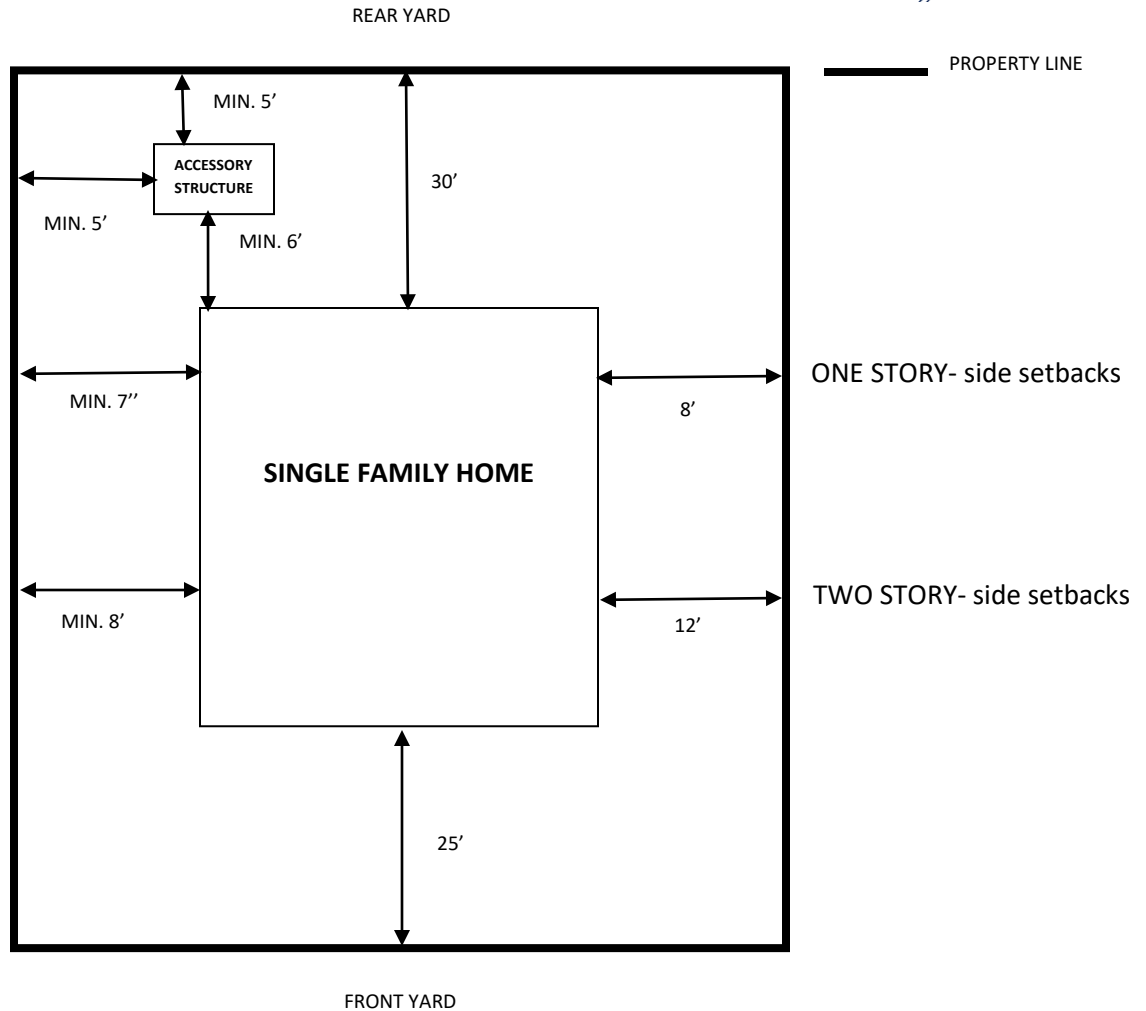 REAR YARD
PROPERTY LINE
MIN. 5’
ACCESSORY
STRUCTURE
30’
MIN. 5’
MIN. 6’
ONE STORY- side setbacks
MIN. 7’’
8’
SINGLE FAMILY HOME
TWO STORY- side setbacks
MIN. 8’
12’
25’
FRONT YARD